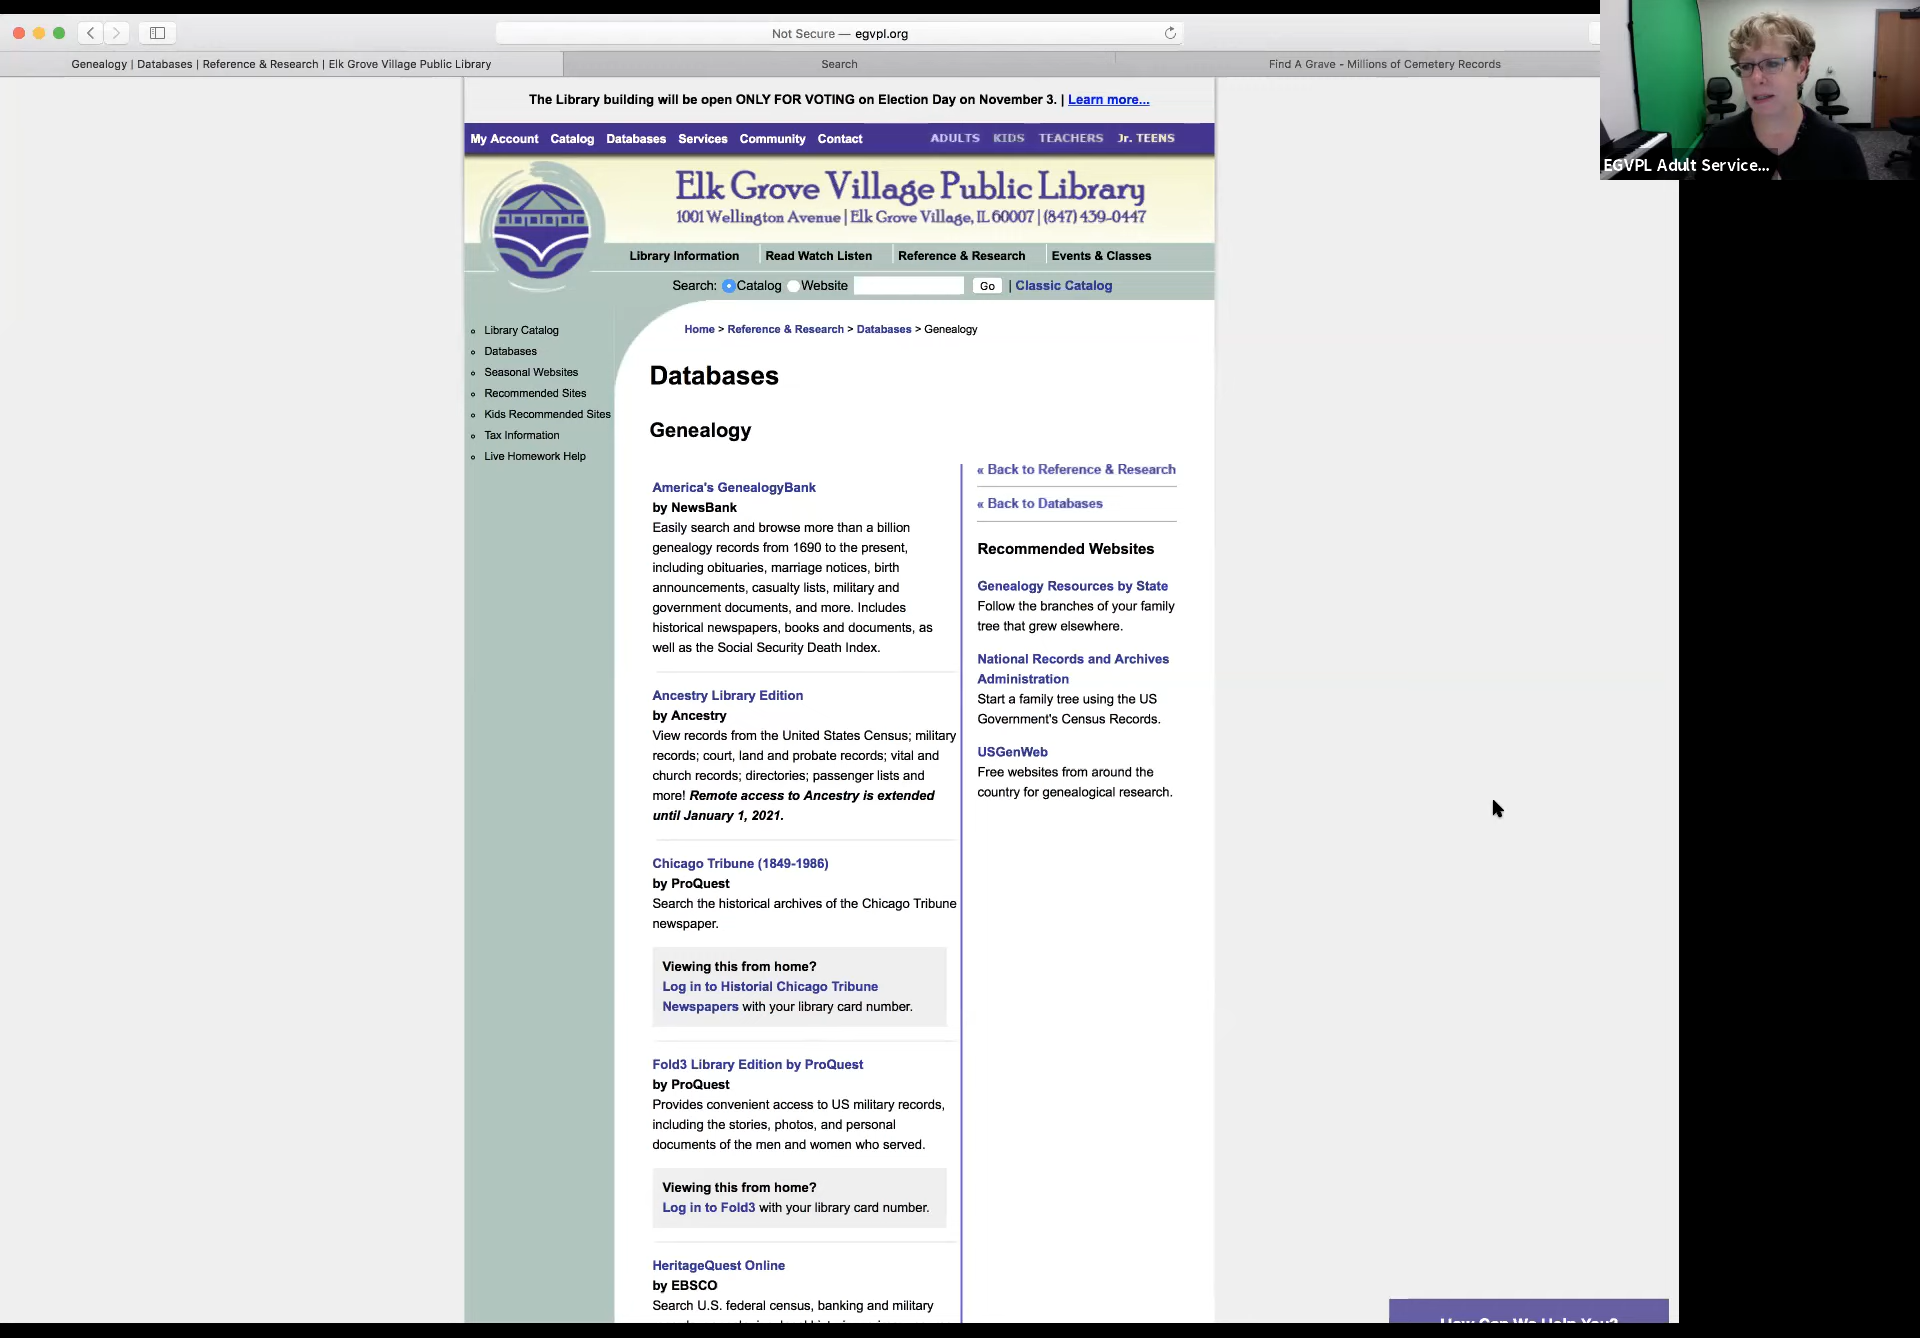 Not Secure — egvpl.org
Genealogy | Databases | Reference & Research | Elk Grove Village Public Library
Search
Find A Grave - Millions of Cemetery Records
EGVPL Adult Service...
The Library building will be open ONLY FOR VOTING on Election Day on November 3. | Learn more...
My Account Catalog Databases Services Community Contact ADULTS KIDS TEACHERS Jr. TEENS
Elk Grove Village Public Library
1001 Wellington Avenue | Elk Grove Village, IL 60007 | (847) 439-0447
Library Information Read Watch Listen Reference & Research Events & Classes
Search: Catalog Website Go | Classic Catalog
Library Catalog
Databases
Seasonal Websites
Recommended Sites
Kids Recommended Sites
Tax Information
Live Homework Help
Home > Reference & Research > Databases > Genealogy
Databases
Genealogy
America's GenealogyBank
by NewsBank
Easily search and browse more than a billion
genealogy records from 1690 to the present,
including obituaries, marriage notices, birth
announcements, casualty lists, military and
government documents, and more. Includes
historical newspapers, books and documents, as
well as the Social Security Death Index.
Ancestry Library Edition
by Ancestry
View records from the United States Census; military
records; court, land and probate records; vital and
church records; directories; passenger lists and
more! Remote access to Ancestry is extended
until January 1, 2021.
Chicago Tribune (1849-1986)
by ProQuest
Search the historical archives of the Chicago Tribune
newspaper.
Viewing this from home?
Log in to Historial Chicago Tribune
Newspapers with your library card number.
Fold3 Library Edition by ProQuest
by ProQuest
Provides convenient access to US military records,
including the stories, photos, and personal
documents of the men and women who served.
Viewing this from home?
Log in to Fold3 with your library card number.
HeritageQuest Online
by EBSCO
Search U.S. federal census, banking and military
« Back to Reference & Research
« Back to Databases
Recommended Websites
Genealogy Resources by State
Follow the branches of your family
tree that grew elsewhere.
National Records and Archives
Administration
Start a family tree using the US
Government's Census Records.
USGenWeb
Free websites from around the
country for genealogical research.
How Can We Help You?